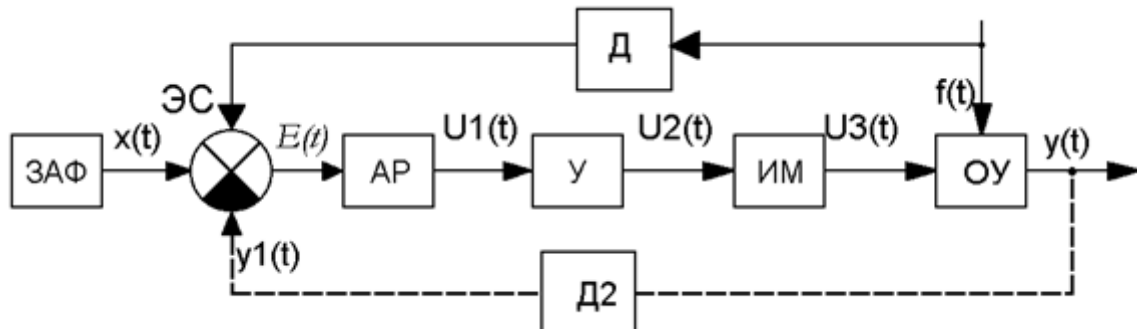 Д
ЭС
f(t)
ЗАФ
x(t)
E(t)
АР
U1(t)
У
U2(t)
ИМ
U3(t)
ОУ
y(t)
y1(t)
Д2